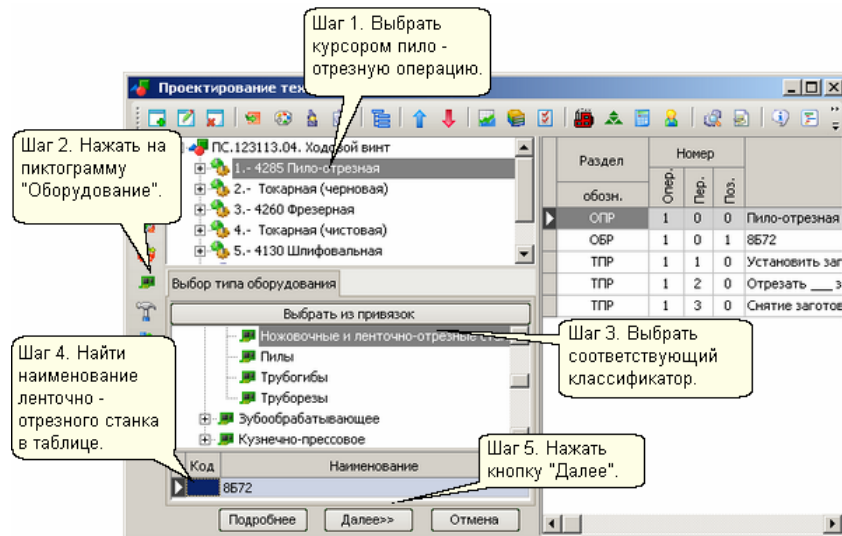 Шаг 1. Выбрать
курсором пило -
отрезную операцию.
Проектирование тех
Шаг 2. Нажать на
пиктограмму
"Оборудование".
ПС.123113.04. Ходовой винт
1.- 4285 Пило-отрезная
2.- Токарная (черновая)
3.- 4260 Фрезерная
4.- Токарная (чистовая)
5.- 4130 Шлифовальная
Раздел
Номер
обозн.
Опер.
Пер.
Поз.
ОПР 1 0 0 Пило-отрезная
ОБР 1 0 1 8Б72
ТПР 1 1 0 Установить заг
ТПР 1 2 0 Отрезать ___ з
ТПР 1 3 0 Снятие заготов
Выбор типа оборудования
Выбрать из привязок
Ножовочные и ленточно-отрезные ст
Пилы
Трубогибы
Труборезы
Зубообрабатывающее
Кузнечно-прессовое
Шаг 3. Выбрать
соответствующий
классификатор.
Шаг 4. Найти
наименование
ленточно -
отрезного станка
в таблице.
Шаг 5. Нажать
кнопку "Далее".
Код Наименование
8Б72
Подробнее Далее>> Отмена